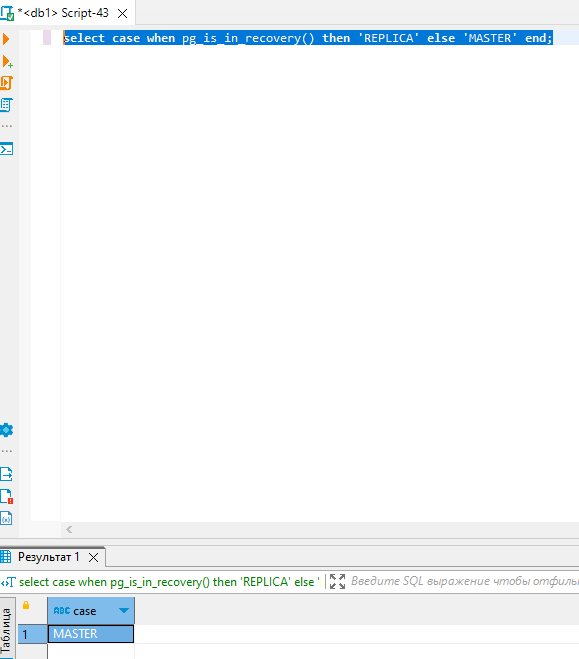 *<db1> Script-43
select case when pg_is_in_recovery() then 'REPLICA' else 'MASTER' end;
Результат 1
select case when pg_is_in_recovery() then 'REPLICA' else '
Введите SQL выражение чтобы отфиль
Таблица
ABC case
1 MASTER